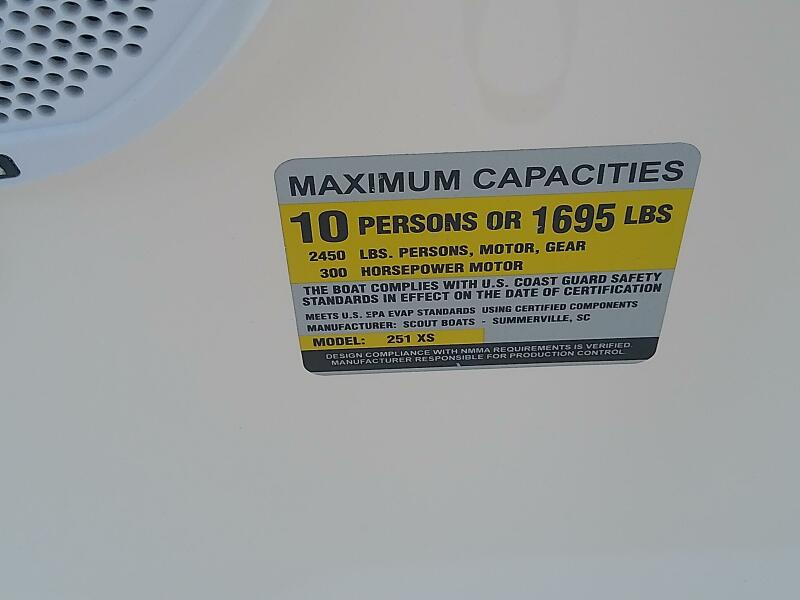 MAXIMUM CAPACITIES
10 PERSONS OR 1695 LBS
2450 LBS. PERSONS, MOTOR, GEAR
300 HORSEPOWER MOTOR
THE BOAT COMPLIES WITH U.S. COAST GUARD SAFETY
STANDARDS IN EFFECT ON THE DATE OF CERTIFICATION
MEETS U.S. EPA EVAP STANDARDS USING CERTIFIED COMPONENTS
MANUFACTURER: SCOUT BOATS - SUMMERVILLE, SC
MODEL: 251 XS
DESIGN COMPLIANCE WITH NMMA REQUIREMENTS IS VERIFIED.
MANUFACTURER RESPONSIBLE FOR PRODUCTION CONTROL.